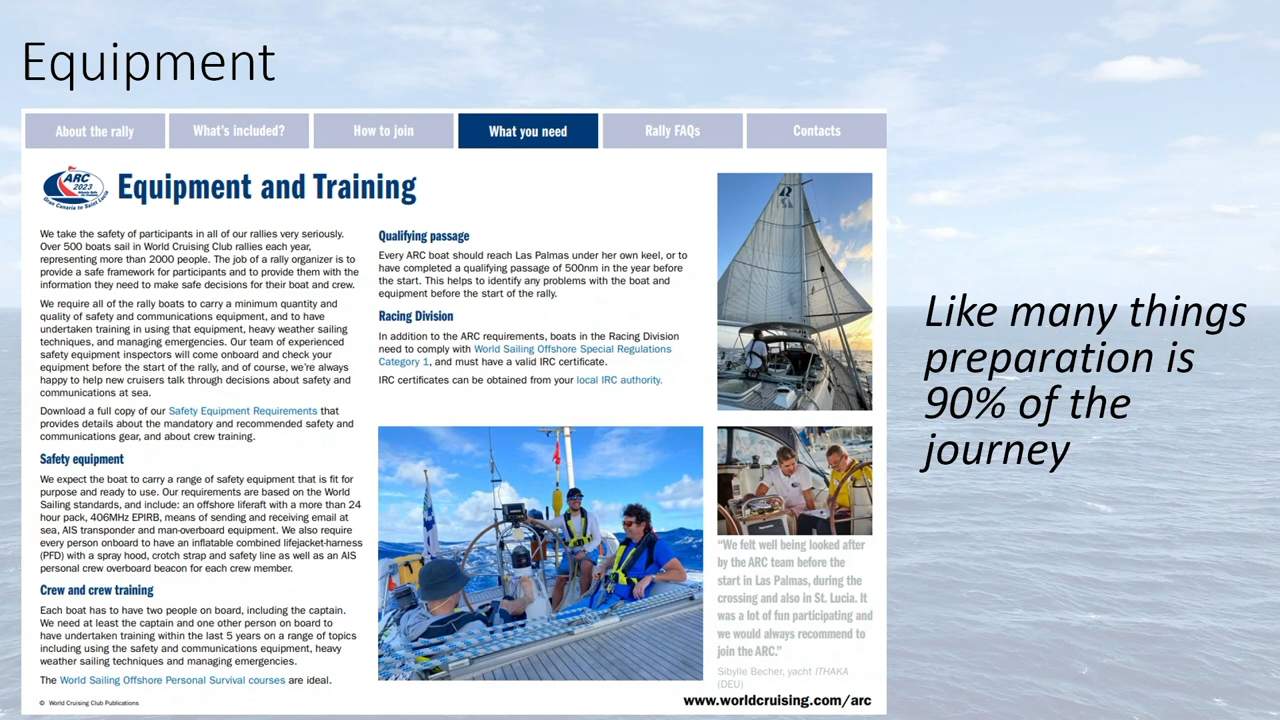 Equipment
About the rally
What's included?
How to join
What you need
Rally FAQs
Contacts
ARC
2023
Gran Canaria to Saint Lucia
Equipment and Training
We take the safety of participants in all of our rallies very seriously.
Over 500 boats sail in World Cruising Club rallies each year,
representing more than 2000 people. The job of a rally organizer is to
provide a safe framework for participants and to provide them with the
information they need to make safe decisions for their boat and crew.
We require all of the rally boats to carry a minimum quantity and
quality of safety and communications equipment, and to have
undertaken training in using that equipment, heavy weather sailing
techniques, and managing emergencies. Our team of experienced
safety equipment inspectors will come onboard and check your
equipment before the start of the rally, and of course, we're always
happy to help new cruisers talk through decisions about safety and
communications at sea.
Download a full copy of our Safety Equipment Requirements that
provides details about the mandatory and recommended safety and
communications gear, and about crew training.
Safety equipment
We expect the boat to carry a range of safety equipment that is fit for
purpose and ready to use. Our requirements are based on the World
Sailing standards, and include: an offshore liferaft with a more than 24
hour pack, 406MHz EPIRB, means of sending and receiving email at
sea, AIS transponder and man-overboard equipment. We also require
every person onboard to have an inflatable combined lifejacket-harness
(PFD) with a spray hood, crotch strap and safety line as well as an AIS
personal crew overboard beacon for each crew member.
Crew and crew training
Each boat has to have two people on board, including the captain.
We need at least the captain and one other person on board to
have undertaken training within the last 5 years on a range of topics
including using the safety and communications equipment, heavy
weather sailing techniques and managing emergencies.
The World Sailing Offshore Personal Survival courses are ideal.
© World Cruising Club Publications
Qualifying passage
Every ARC boat should reach Las Palmas under her own keel, or to
have completed a qualifying passage of 500nm in the year before
the start. This helps to identify any problems with the boat and
equipment before the start of the rally.
Racing Division
In addition to the ARC requirements, boats in the Racing Division
need to comply with World Sailing Offshore Special Regulations
Category 1, and must have a valid IRC certificate.
IRC certificates can be obtained from your local IRC authority.
"We felt well being looked after
by the ARC team before the
start in Las Palmas, during the
crossing and also in St. Lucia. It
was a lot of fun participating and
we would always recommend to
join the ARC."
Sibylle Becher, yacht ITHAKA
(DEU)
www.worldcruising.com/arc
Like many things
preparation is
90% of the
journey